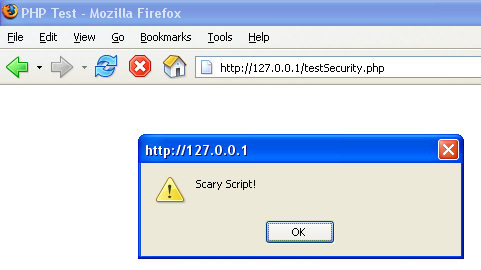 PHP Test - Mozilla Firefox
File Edit View Go Bookmarks Tools Help
http://127.0.0.1/testSecurity.php
http://127.0.0.1
Scary Script!
OK